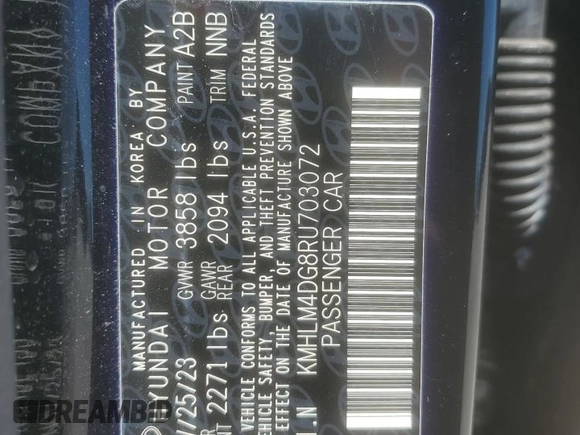 MANUFACTURED IN KOREA BY
HYUNDAI MOTOR COMPANY
/25/23 GVWR 3858 lbs PAINT A2B
GAWR
2271 lbs REAR 2094 lbs TRIM NNB
VEHICLE CONFORMS TO ALL APPLICABLE U.S.A. FEDERAL
VEHICLE SAFETY, BUMPER, AND THEFT PREVENTION STANDARDS
EFFECT ON THE DATE OF MANUFACTURE SHOWN ABOVE
I.N KMHLM4DG8RU703072
PASSENGER CAR
DREAMBID